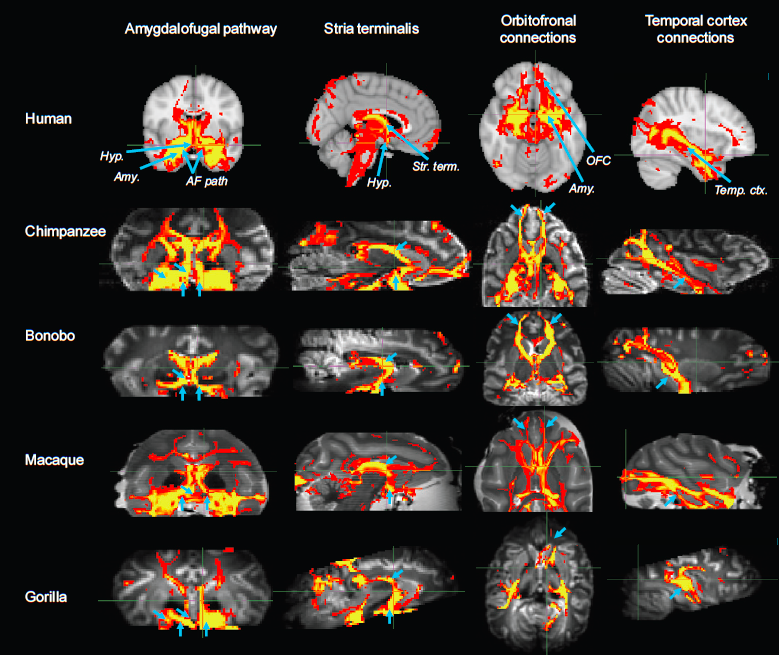 Amygdalofugal pathway
Stria terminalis
Orbitofronal
connections
Temporal cortex
connections
Human
Hyp.
Amy.
AF path
Str. term.
Hyp.
OFC
Amy.
Temp. ctx.
Chimpanzee
Bonobo
Macaque
Gorilla